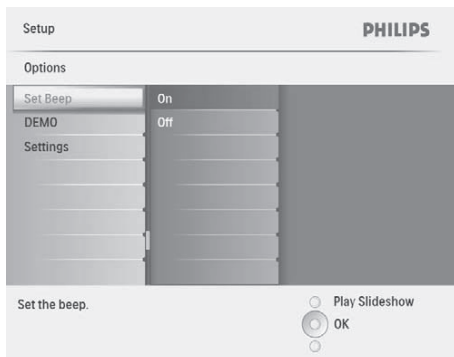 Setup PHILIPS
Options
Set Beep On
DEMO Off
Settings
Set the beep. Play Slideshow
OK